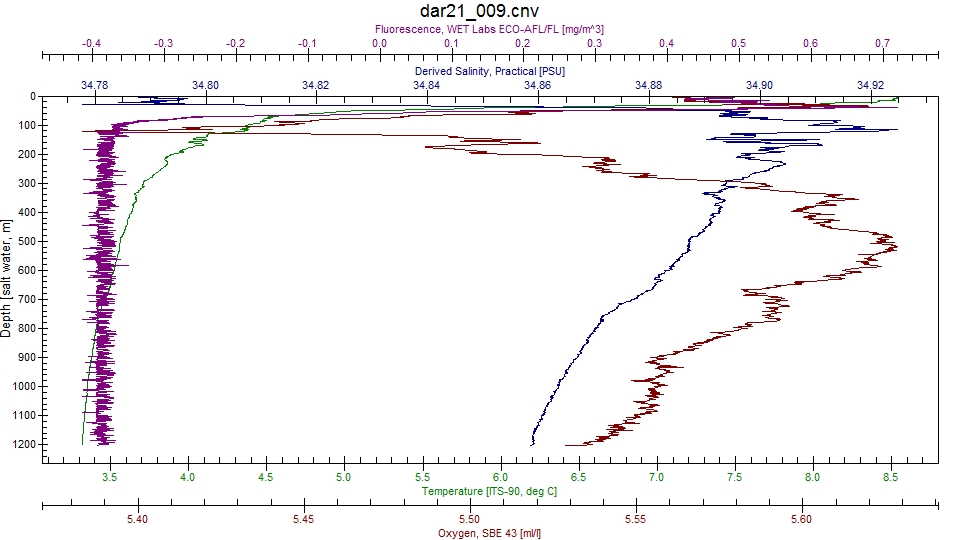 dar21_009.cnv
Fluorescence, WET Labs ECO-AFL/FL [mg/m^3]
-0.4 -0.3 -0.2 -0.1 0.0 0.1 0.2 0.3 0.4 0.5 0.6 0.7
Derived Salinity, Practical [PSU]
34.78 34.80 34.82 34.84 34.86 34.88 34.90 34.92
Depth [salt water, m]
0
100
200
300
400
500
600
700
800
900
1000
1100
1200
3.5 4.0 4.5 5.0 5.5 6.0 6.5 7.0 7.5 8.0 8.5
Temperature [ITS-90, deg C]
5.40 5.45 5.50 5.55 5.60
Oxygen, SBE 43 [ml/l]